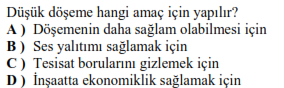 Düşük döşeme hangi amaç için yapılır?
A ) Döşemenin daha sağlam olabilmesi için
B ) Ses yalıtımı sağlamak için
C ) Tesisat borularını gizlemek için
D ) İnşaatta ekonomiklik sağlamak için